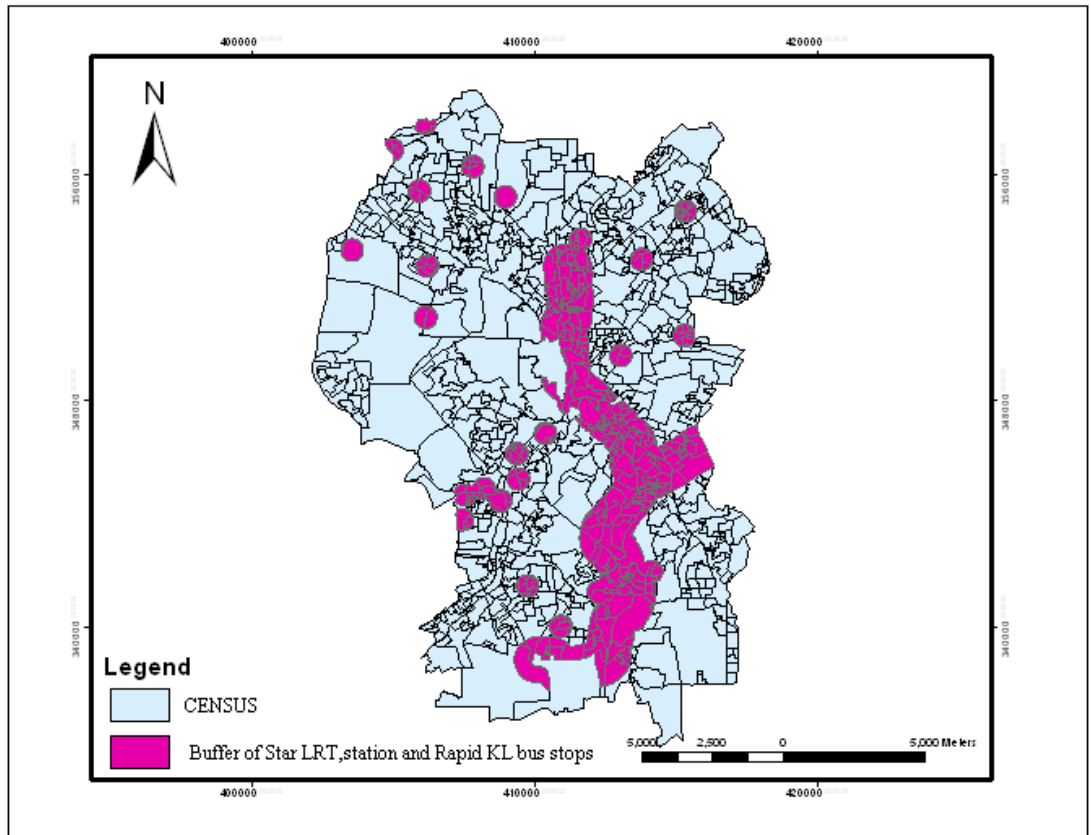 400000 410000 420000
N
356000 356000
348000 348000
340000 340000
Legend
CENSUS
Buffer of Star LRT,station and Rapid KL bus stops
5,000 2,500 0 5,000 Meters
400000 410000 420000